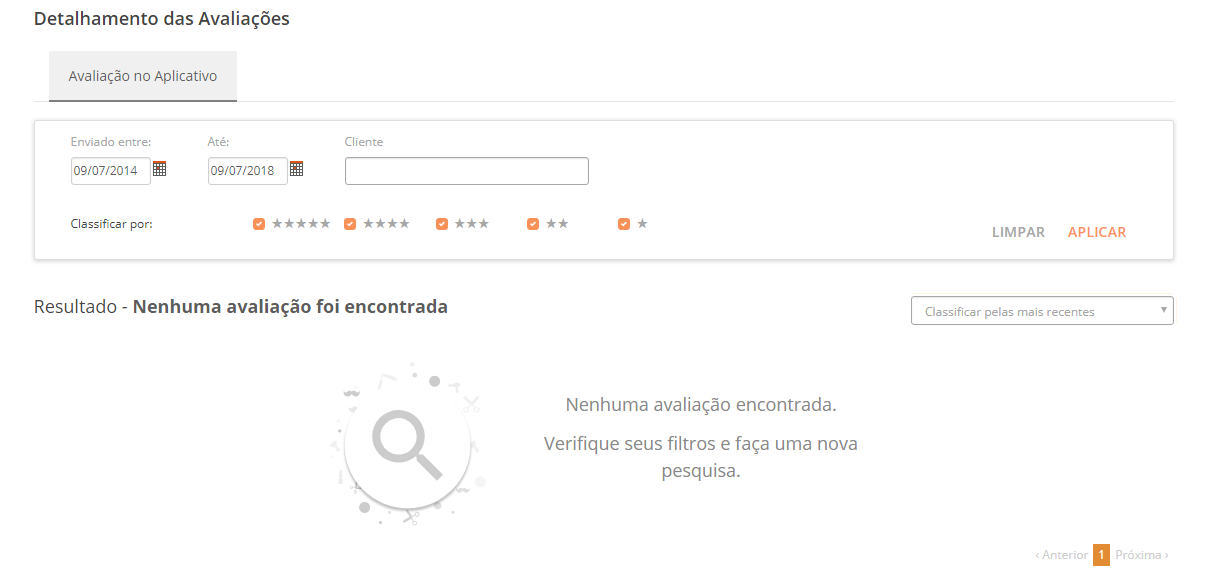 Detalhamento das Avaliações
Avaliação no Aplicativo
Enviado entre: Até: Cliente
09/07/2014 09/07/2018
Classificar por: ★★★★★ ★★★★ ★★★ ★★ ★
LIMPAR APLICAR
Resultado - Nenhuma avaliação foi encontrada
Classificar pelas mais recentes
Nenhuma avaliação encontrada.
Verifique seus filtros e faça uma nova
pesquisa.
‹ Anterior 1 Próxima ›